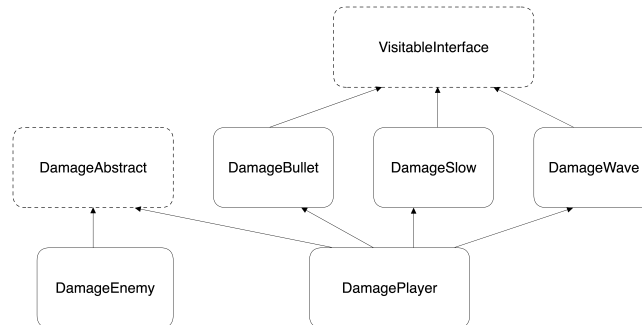 VisitableInterface
DamageAbstract
DamageBullet
DamageSlow
DamageWave
DamageEnemy
DamagePlayer